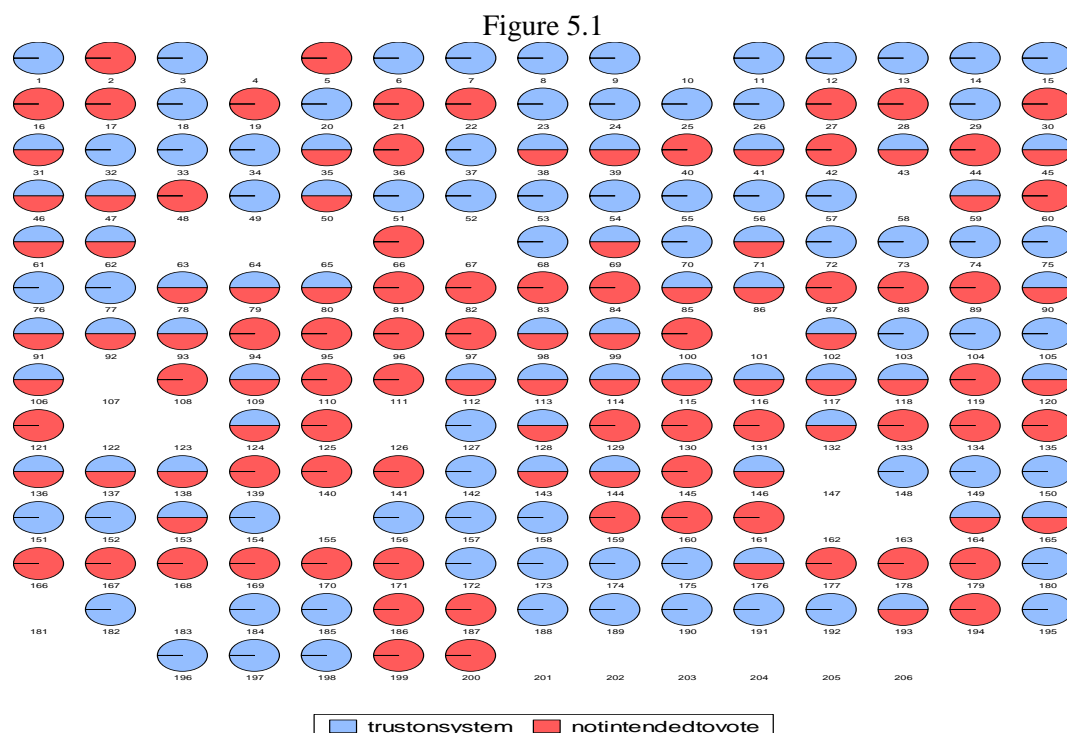 Figure 5.1
1 2 3 4 5 6 7 8 9 10 11 12 13 14 15
16 17 18 19 20 21 22 23 24 25 26 27 28 29 30
31 32 33 34 35 36 37 38 39 40 41 42 43 44 45
46 47 48 49 50 51 52 53 54 55 56 57 58 59 60
61 62 63 64 65 66 67 68 69 70 71 72 73 74 75
76 77 78 79 80 81 82 83 84 85 86 87 88 89 90
91 92 93 94 95 96 97 98 99 100 101 102 103 104 105
106 107 108 109 110 111 112 113 114 115 116 117 118 119 120
121 122 123 124 125 126 127 128 129 130 131 132 133 134 135
136 137 138 139 140 141 142 143 144 145 146 147 148 149 150
151 152 153 154 155 156 157 158 159 160 161 162 163 164 165
166 167 168 169 170 171 172 173 174 175 176 177 178 179 180
181 182 183 184 185 186 187 188 189 190 191 192 193 194 195
196 197 198 199 200 201 202 203 204 205 206
trustonsystem notintendedtovote